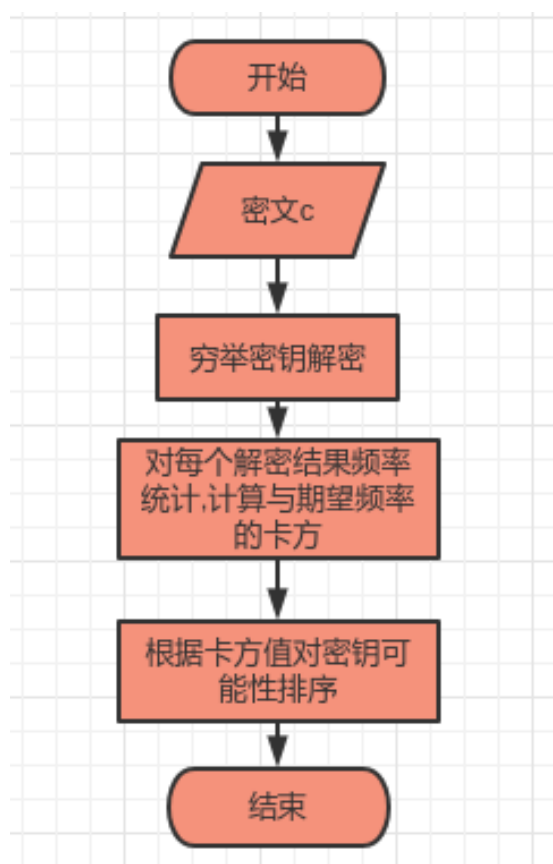 开始
密文c
穷举密钥解密
对每个解密结果频率
统计,计算与期望频率
的卡方
根据卡方值对密钥可
能性排序
结束